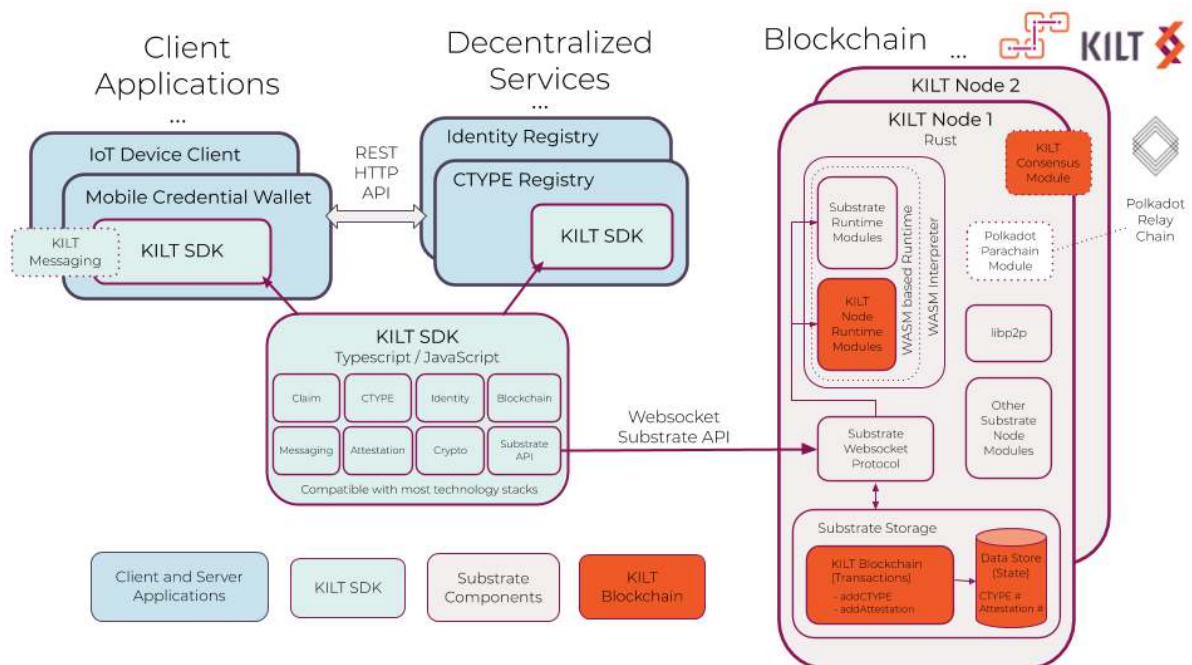 Client
Applications
...
Decentralized
Services
...
Blockchain
...
KILT
IoT Device Client
Mobile Credential Wallet
KILT SDK
KILT
Messaging
REST
HTTP
API
Identity Registry
CTYPE Registry
KILT SDK
KILT SDK
Typescript / JavaScript
Claim
CTYPE
Identity
Blockchain
Messaging
Attestation
Crypto
Substrate
API
Compatible with most technology stacks
Websocket
Substrate API
KILT Node 2
KILT Node 1
Rust
KILT
Consensus
Module
Substrate
Runtime
Modules
KILT
Node
Runtime
Modules
WASM based Runtime
WASM Interpreter
Polkadot
Parachain
Module
Polkadot
Relay
Chain
libp2p
Other
Substrate
Node
Modules
Substrate
Websocket
Protocol
Substrate Storage
KILT Blockchain
(Transactions)
- addCTYPE
- addAttestation
Data Store
(State)
CTYPE #
Attestation #
Client and Server
Applications
KILT SDK
Substrate
Components
KILT
Blockchain